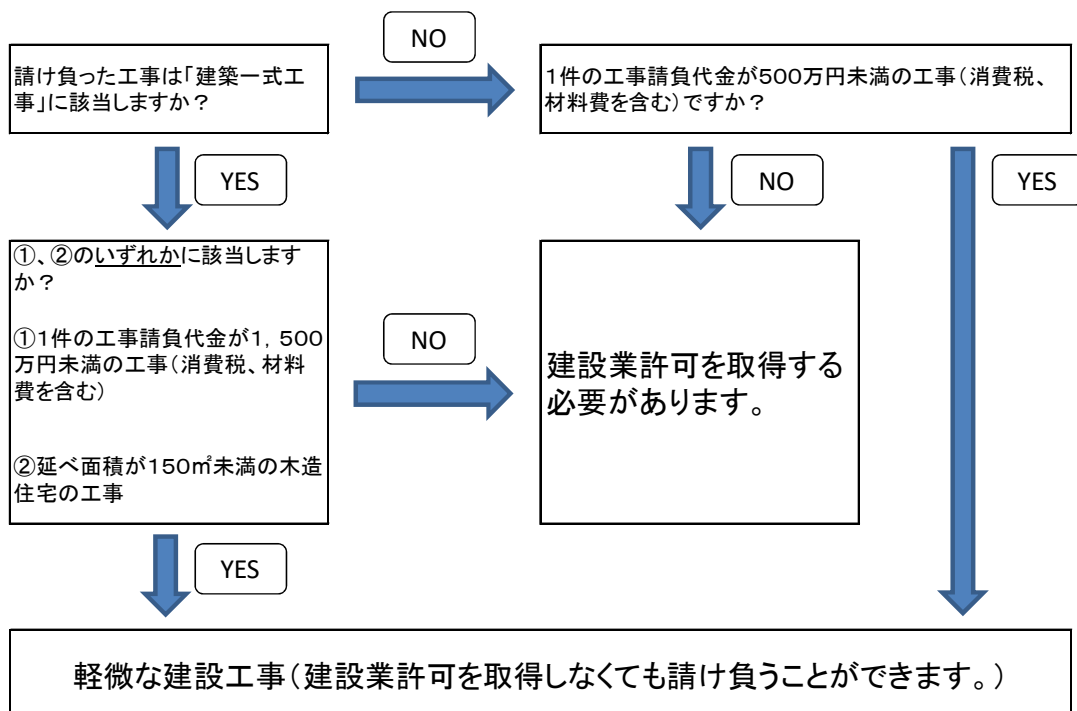 請け負った工事は「建築一式工
事」に該当しますか？
NO
1件の工事請負代金が500万円未満の工事（消費税、
材料費を含む）ですか？
YES
NO
YES
①、②のいずれかに該当します
か？
①1件の工事請負代金が1，500
万円未満の工事（消費税、材料
費を含む）
②延べ面積が150㎡未満の木造
住宅の工事
NO
建設業許可を取得する
必要があります。
YES
軽微な建設工事（建設業許可を取得しなくても請け負うことができます。）